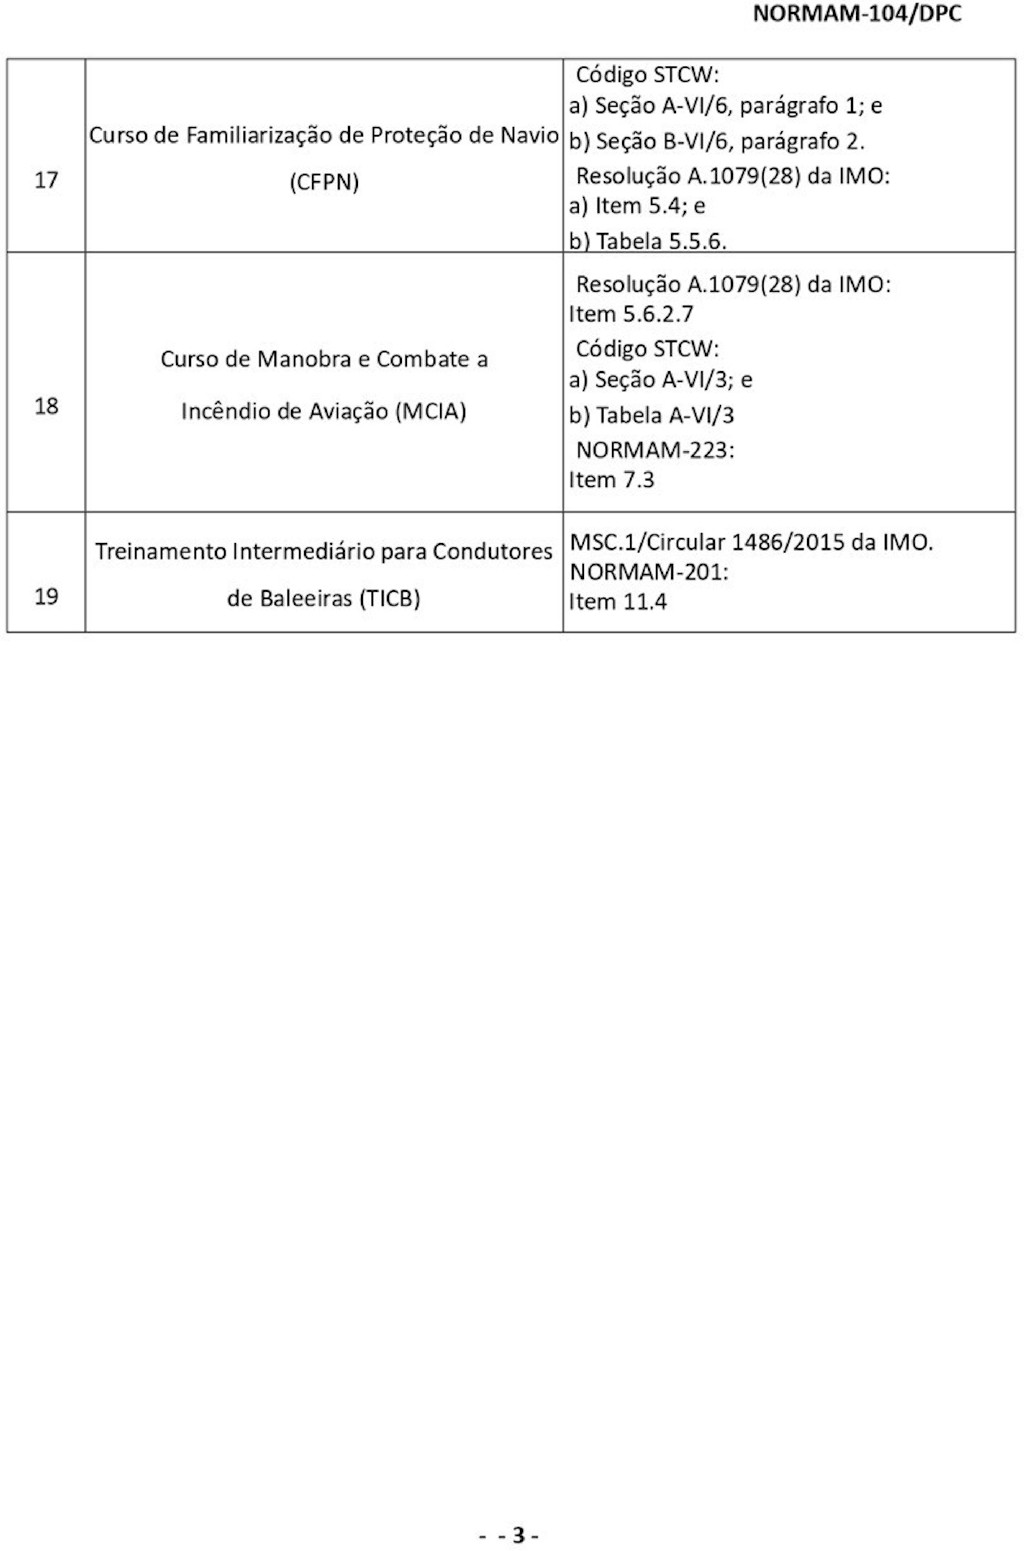 NORMAM-104/DPC
17
Curso de Familiarização de Proteção de Navio
(CFPN)
Código STCW:
a) Seção A-VI/6, parágrafo 1; e
b) Seção B-VI/6, parágrafo 2.
Resolução A.1079(28) da IMO:
a) Item 5.4; e
b) Tabela 5.5.6.
18
Curso de Manobra e Combate a
Incêndio de Aviação (MCIA)
Resolução A.1079(28) da IMO:
Item 5.6.2.7
Código STCW:
a) Seção A-VI/3; e
b) Tabela A-VI/3
NORMAM-223:
Item 7.3
19
Treinamento Intermediário para Condutores
de Baleeiras (TICB)
MSC.1/Circular 1486/2015 da IMO.
NORMAM-201:
Item 11.4
- - 3 -